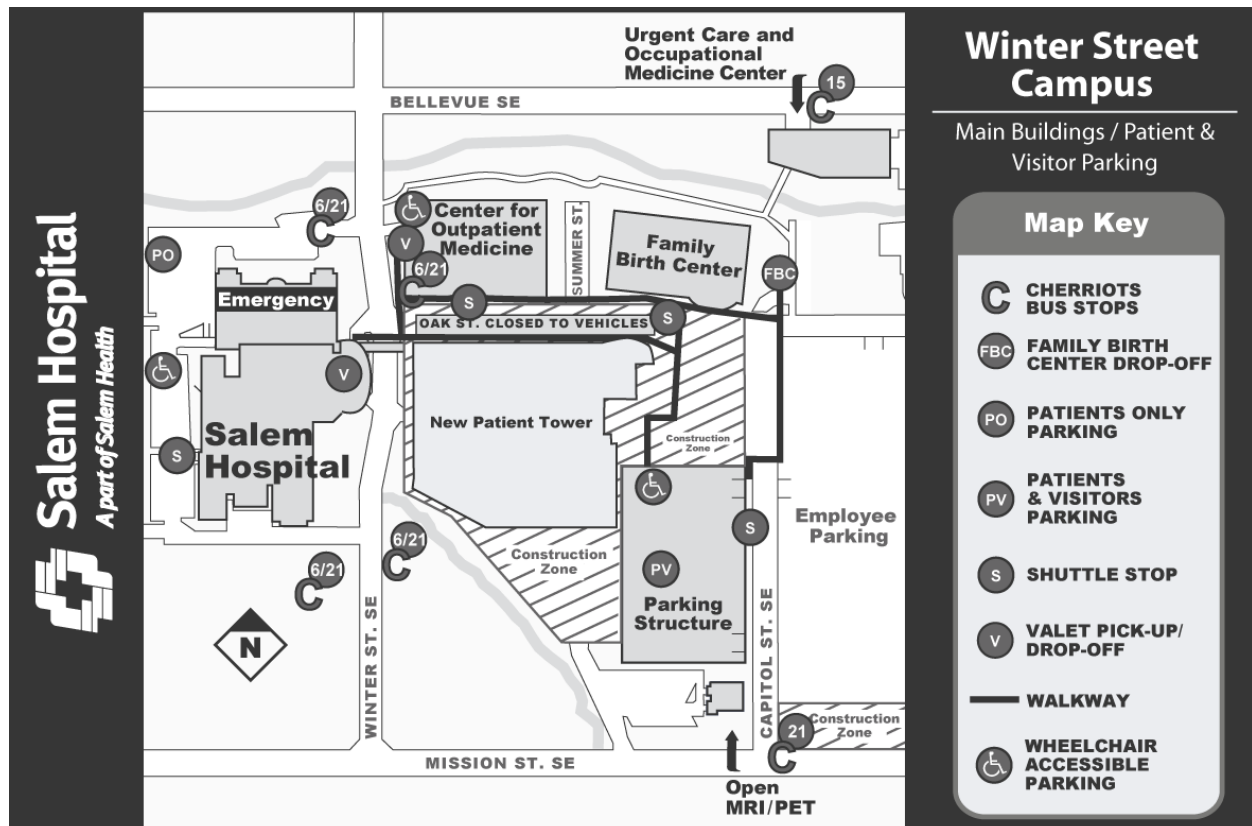 Salem Hospital
A part of Salem Health
Urgent Care and
Occupational
Medicine Center
15
C
BELLEVUE SE
6/21
C
PO
Center for
Outpatient
Medicine
V
6/21
C
S
SUMMER ST.
Family
Birth Center
FBC
Emergency
OAK ST. CLOSED TO VEHICLES
S
V
Salem
Hospital
S
New Patient Tower
Construction
Zone
Employee
Parking
S
6/21
C
6/21
C
Construction
Zone
PV
Parking
Structure
N
WINTER ST. SE
CAPITOL ST. SE
21
C
Construction
Zone
MISSION ST. SE
Open
MRI/PET
Winter Street
Campus
Main Buildings / Patient &
Visitor Parking
Map Key
C
CHERRIOTS
BUS STOPS
FBC
FAMILY BIRTH
CENTER DROP-OFF
PO
PATIENTS ONLY
PARKING
PV
PATIENTS
& VISITORS
PARKING
S
SHUTTLE STOP
V
VALET PICK-UP/
DROP-OFF
WALKWAY
WHEELCHAIR
ACCESSIBLE
PARKING